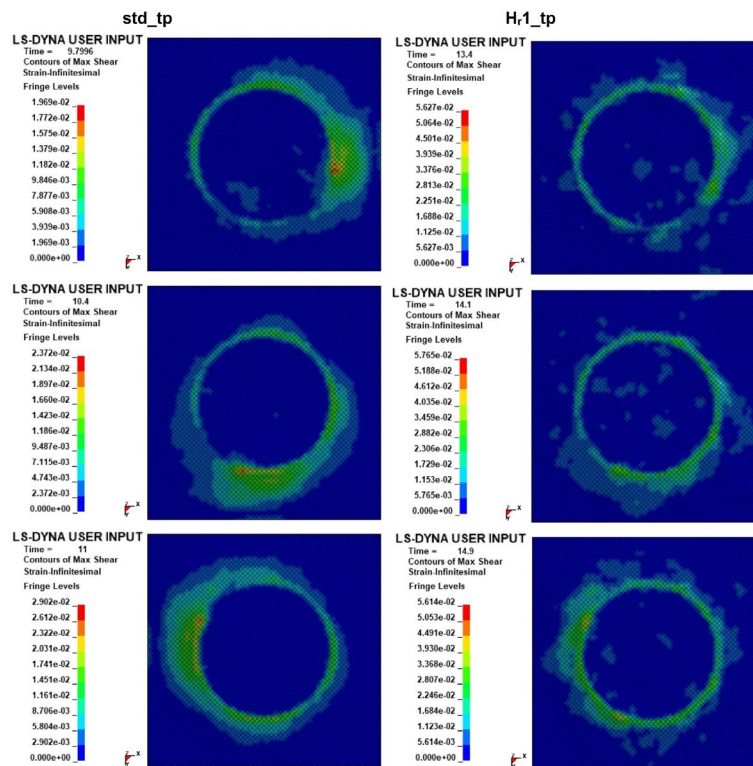 std_tp
LS-DYNA USER INPUT
Time = 9.7996
Contours of Max Shear
Strain-Infinitesimal
Fringe Levels
1.969e-02
1.772e-02
1.575e-02
1.379e-02
1.182e-02
9.846e-03
7.877e-03
5.908e-03
3.939e-03
1.969e-03
0.000e+00
Z X
Y
LS-DYNA USER INPUT
Time = 10.4
Contours of Max Shear
Strain-Infinitesimal
Fringe Levels
2.372e-02
2.134e-02
1.897e-02
1.660e-02
1.423e-02
1.186e-02
9.487e-03
7.115e-03
4.743e-03
2.372e-03
0.000e+00
Z X
Y
LS-DYNA USER INPUT
Time = 11
Contours of Max Shear
Strain-Infinitesimal
Fringe Levels
2.902e-02
2.612e-02
2.322e-02
2.031e-02
1.741e-02
1.451e-02
1.161e-02
8.706e-03
5.804e-03
2.902e-03
0.000e+00
Z X
Y
Hᵣ1_tp
LS-DYNA USER INPUT
Time = 13.4
Contours of Max Shear
Strain-Infinitesimal
Fringe Levels
5.627e-02
5.064e-02
4.501e-02
3.939e-02
3.376e-02
2.813e-02
2.251e-02
1.688e-02
1.125e-02
5.627e-03
0.000e+00
Z X
Y
LS-DYNA USER INPUT
Time = 14.1
Contours of Max Shear
Strain-Infinitesimal
Fringe Levels
5.765e-02
5.188e-02
4.612e-02
4.035e-02
3.459e-02
2.882e-02
2.306e-02
1.729e-02
1.153e-02
5.765e-03
0.000e+00
Z X
Y
LS-DYNA USER INPUT
Time = 14.9
Contours of Max Shear
Strain-Infinitesimal
Fringe Levels
5.614e-02
5.053e-02
4.491e-02
3.930e-02
3.368e-02
2.807e-02
2.246e-02
1.684e-02
1.123e-02
5.614e-03
0.000e+00
Z X
Y